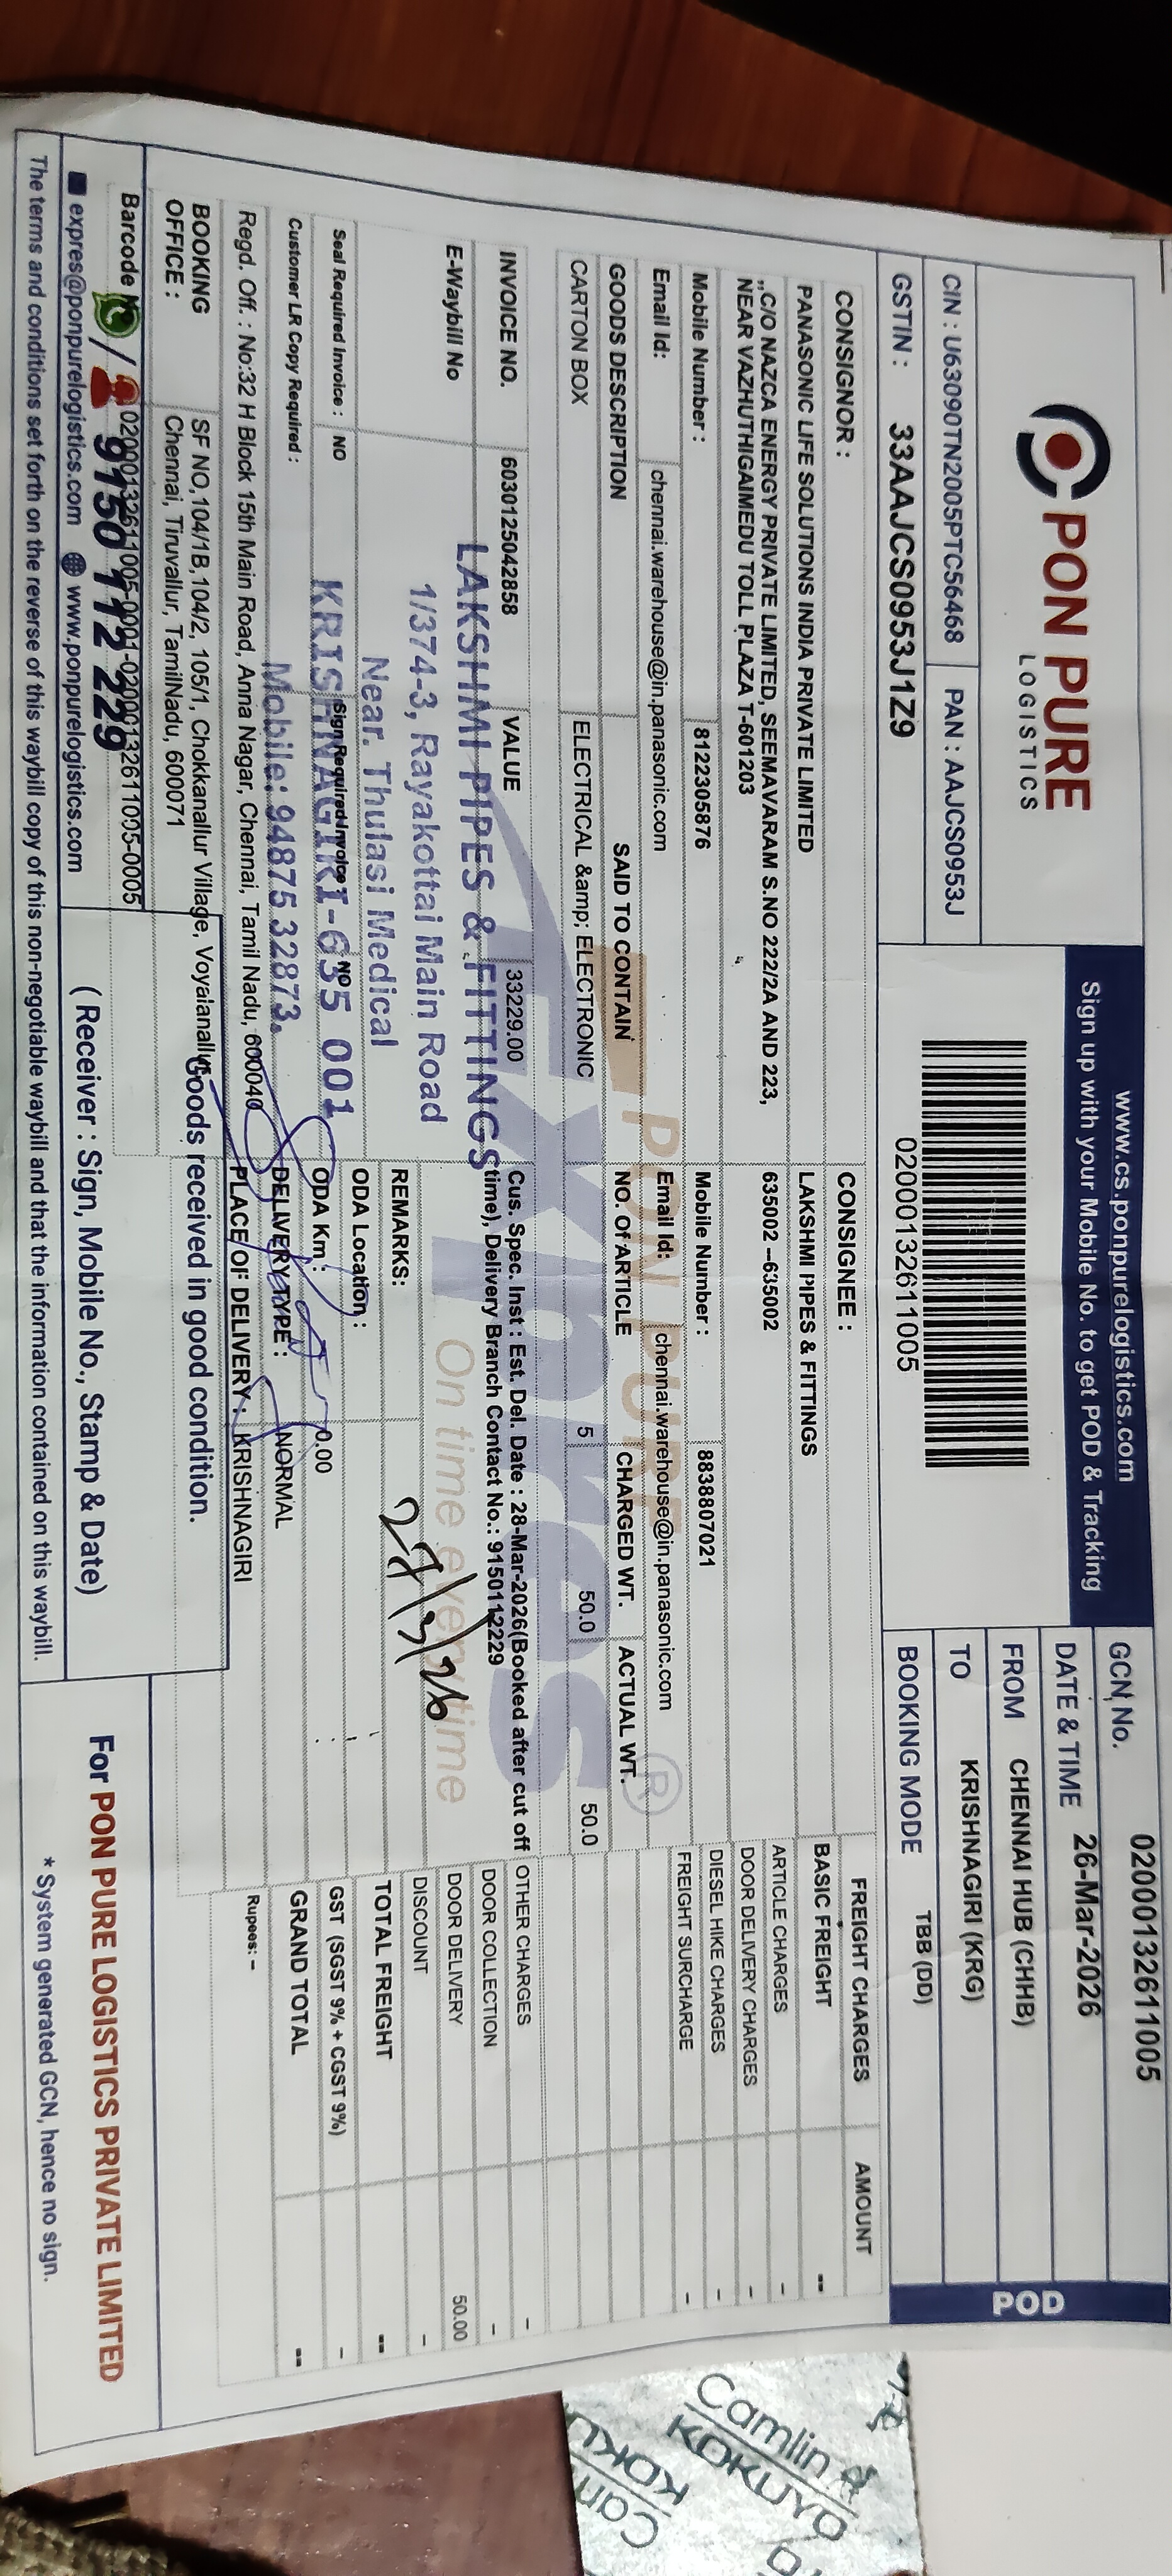 PON PURE
LOGISTICS
CIN : U63090TN2005PTC56468 PAN : AAJCS0953J
GSTIN : 33AAJCS0953J1Z9
www.cs.ponpurelogistics.com
Sign up with your Mobile No. to get POD & Tracking
0200013261 1005
GCN No. 02000132611005
DATE & TIME 26-Mar-2026
FROM CHENNAI HUB (CHHB)
TO KRISHNAGIRI (KRG)
BOOKING MODE TBB (DD)
POD
CONSIGNOR :
PANASONIC LIFE SOLUTIONS INDIA PRIVATE LIMITED
,,C/O NAZCA ENERGY PRIVATE LIMITED, SEEMAVARAM S.NO 222/2A AND 223,
NEAR VAZHUTHIGAIMEDU TOLL PLAZA T-601203
Mobile Number : 8122305876
Email Id: chennai.warehouse@in.panasonic.com
CONSIGNEE :
LAKSHMI PIPES & FITTINGS
635002 --635002
Mobile Number : 8838807021
Email Id: chennai.warehouse@in.panasonic.com
GOODS DESCRIPTION SAID TO CONTAIN NO. Of ARTICLE CHARGED WT. ACTUAL WT.
CARTON BOX ELECTRICAL &amp; ELECTRONIC 5 50.0 50.0
INVOICE NO. 603012504 2858 VALUE 33229.00
E-Waybill No
Cus. Spec. Inst : Est. Del. Date : 28-Mar-2026(Booked after cut off
time), Delivery Branch Contact No.: 9150112229
REMARKS:
27/3/26
ODA Location :
ODA Km : 0.00
DELIVERY TYPE : NORMAL
PLACE OF DELIVERY : KRISHNAGIRI
Seal Required Invoice : NO Sign Required Invoice : NO
Customer LR Copy Required :
LAKSHMI PIPES & FITTINGS
1/374-3, Rayakottai Main Road
Near. Thulasi Medical
KRISHNAGIRI-635 001
Mobile: 94875 32873.
PON PURE
Expres
®
On time every time
Regd. Off. : No:32 H Block 15th Main Road, Anna Nagar, Chennai, Tamil Nadu, 600040
BOOKING OFFICE : SF NO,104/1B,104/2, 105/1, Chokkanallur Village, Voyalanallur
Chennai, Tiruvallur, TamilNadu, 600071
Barcode 02000132611005-0001-02000132611005-0005
/ 9150 112 229
expres@ponpurelogistics.com www.ponpurelogistics.com
Goods received in good condition.
( Receiver : Sign, Mobile No., Stamp & Date)
FREIGHT CHARGES AMOUNT
BASIC FREIGHT --
ARTICLE CHARGES -
DOOR DELIVERY CHARGES -
DIESEL HIKE CHARGES -
FREIGHT SURCHARGE -
OTHER CHARGES -
DOOR COLLECTION -
DOOR DELIVERY 50.00
DISCOUNT -
TOTAL FREIGHT --
GST (SGST 9% + CGST 9%) -
GRAND TOTAL --
Rupees: -
For PON PURE LOGISTICS PRIVATE LIMITED
* System generated GCN, hence no sign.
The terms and conditions set forth on the reverse of this waybill copy of this non-negotiable waybill and that the information contained on this waybill.
Camlin
KOKUYO